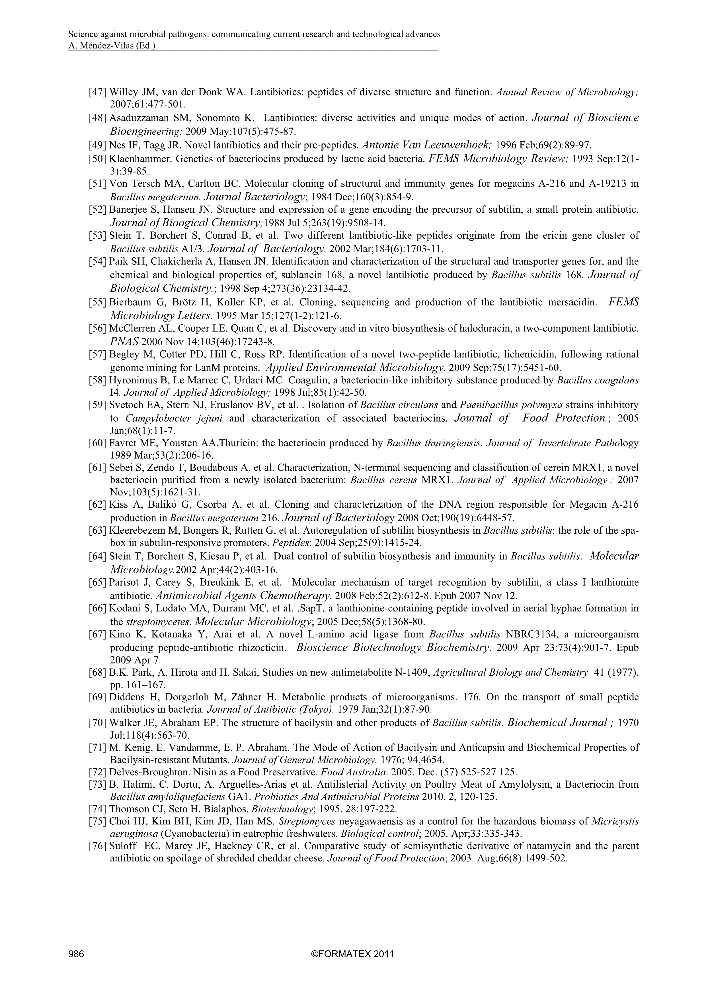 Science against microbial pathogens: communicating current research and technological advances
A. Méndez-Vilas (Ed.)
[47] Willey JM, van der Donk WA. Lantibiotics: peptides of diverse structure and function. Annual Review of Microbiology;
2007;61:477-501.
[48] Asaduzzaman SM, Sonomoto K. Lantibiotics: diverse activities and unique modes of action. Journal of Bioscience
Bioengineering; 2009 May;107(5):475-87.
[49] Nes IF, Tagg JR. Novel lantibiotics and their pre-peptides. Antonie Van Leeuwenhoek; 1996 Feb;69(2):89-97.
[50] Klaenhammer. Genetics of bacteriocins produced by lactic acid bacteria. FEMS Microbiology Review; 1993 Sep;12(1-
3):39-85.
[51] Von Tersch MA, Carlton BC. Molecular cloning of structural and immunity genes for megacins A-216 and A-19213 in
Bacillus megaterium. Journal Bacteriology; 1984 Dec;160(3):854-9.
[52] Banerjee S, Hansen JN. Structure and expression of a gene encoding the precursor of subtilin, a small protein antibiotic.
Journal of Bioogical Chemistry;1988 Jul 5;263(19):9508-14.
[53] Stein T, Borchert S, Conrad B, et al. Two different lantibiotic-like peptides originate from the ericin gene cluster of
Bacillus subtilis A1/3. Journal of Bacteriology. 2002 Mar;184(6):1703-11.
[54] Paik SH, Chakicherla A, Hansen JN. Identification and characterization of the structural and transporter genes for, and the
chemical and biological properties of, sublancin 168, a novel lantibiotic produced by Bacillus subtilis 168. Journal of
Biological Chemistry.; 1998 Sep 4;273(36):23134-42.
[55] Bierbaum G, Brötz H, Koller KP, et al. Cloning, sequencing and production of the lantibiotic mersacidin. FEMS
Microbiology Letters. 1995 Mar 15;127(1-2):121-6.
[56] McClerren AL, Cooper LE, Quan C, et al. Discovery and in vitro biosynthesis of haloduracin, a two-component lantibiotic.
PNAS 2006 Nov 14;103(46):17243-8.
[57] Begley M, Cotter PD, Hill C, Ross RP. Identification of a novel two-peptide lantibiotic, lichenicidin, following rational
genome mining for LanM proteins. Applied Environmental Microbiology. 2009 Sep;75(17):5451-60.
[58] Hyronimus B, Le Marrec C, Urdaci MC. Coagulin, a bacteriocin-like inhibitory substance produced by Bacillus coagulans
I4. Journal of Applied Microbiology; 1998 Jul;85(1):42-50.
[59] Svetoch EA, Stern NJ, Eruslanov BV, et al. . Isolation of Bacillus circulans and Paenibacillus polymyxa strains inhibitory
to Campylobacter jejuni and characterization of associated bacteriocins. Journal of Food Protection.; 2005
Jan;68(1):11-7.
[60] Favret ME, Yousten AA.Thuricin: the bacteriocin produced by Bacillus thuringiensis. Journal of Invertebrate Pathology
1989 Mar;53(2):206-16.
[61] Sebei S, Zendo T, Boudabous A, et al. Characterization, N-terminal sequencing and classification of cerein MRX1, a novel
bacteriocin purified from a newly isolated bacterium: Bacillus cereus MRX1. Journal of Applied Microbiology ; 2007
Nov;103(5):1621-31.
[62] Kiss A, Balikó G, Csorba A, et al. Cloning and characterization of the DNA region responsible for Megacin A-216
production in Bacillus megaterium 216. Journal of Bacteriology 2008 Oct;190(19):6448-57.
[63] Kleerebezem M, Bongers R, Rutten G, et al. Autoregulation of subtilin biosynthesis in Bacillus subtilis: the role of the spa-
box in subtilin-responsive promoters. Peptides; 2004 Sep;25(9):1415-24.
[64] Stein T, Borchert S, Kiesau P, et al. Dual control of subtilin biosynthesis and immunity in Bacillus subtilis. Molecular
Microbiology.2002 Apr;44(2):403-16.
[65] Parisot J, Carey S, Breukink E, et al. Molecular mechanism of target recognition by subtilin, a class I lanthionine
antibiotic. Antimicrobial Agents Chemotherapy. 2008 Feb;52(2):612-8. Epub 2007 Nov 12.
[66] Kodani S, Lodato MA, Durrant MC, et al. .SapT, a lanthionine-containing peptide involved in aerial hyphae formation in
the streptomycetes. Molecular Microbiology; 2005 Dec;58(5):1368-80.
[67] Kino K, Kotanaka Y, Arai et al. A novel L-amino acid ligase from Bacillus subtilis NBRC3134, a microorganism
producing peptide-antibiotic rhizocticin. Bioscience Biotechnology Biochemistry. 2009 Apr 23;73(4):901-7. Epub
2009 Apr 7.
[68] B.K. Park, A. Hirota and H. Sakai, Studies on new antimetabolite N-1409, Agricultural Biology and Chemistry 41 (1977),
pp. 161–167.
[69] Diddens H, Dorgerloh M, Zähner H. Metabolic products of microorganisms. 176. On the transport of small peptide
antibiotics in bacteria. Journal of Antibiotic (Tokyo). 1979 Jan;32(1):87-90.
[70] Walker JE, Abraham EP. The structure of bacilysin and other products of Bacillus subtilis. Biochemical Journal ; 1970
Jul;118(4):563-70.
[71] M. Kenig, E. Vandamme, E. P. Abraham. The Mode of Action of Bacilysin and Anticapsin and Biochemical Properties of
Bacilysin-resistant Mutants. Journal of General Microbiology. 1976; 94,4654.
[72] Delves-Broughton. Nisin as a Food Preservative. Food Australia. 2005. Dec. (57) 525-527 125.
[73] B. Halimi, C. Dortu, A. Arguelles-Arias et al. Antilisterial Activity on Poultry Meat of Amylolysin, a Bacteriocin from
Bacillus amyloliquefaciens GA1. Probiotics And Antimicrobial Proteins 2010. 2, 120-125.
[74] Thomson CJ, Seto H. Bialaphos. Biotechnology; 1995. 28:197-222.
[75] Choi HJ, Kim BH, Kim JD, Han MS. Streptomyces neyagawaensis as a control for the hazardous biomass of Micricystis
aeruginosa (Cyanobacteria) in eutrophic freshwaters. Biological control; 2005. Apr;33:335-343.
[76] Suloff EC, Marcy JE, Hackney CR, et al. Comparative study of semisynthetic derivative of natamycin and the parent
antibiotic on spoilage of shredded cheddar cheese. Journal of Food Protection; 2003. Aug;66(8):1499-502.
986
©FORMATEX 2011